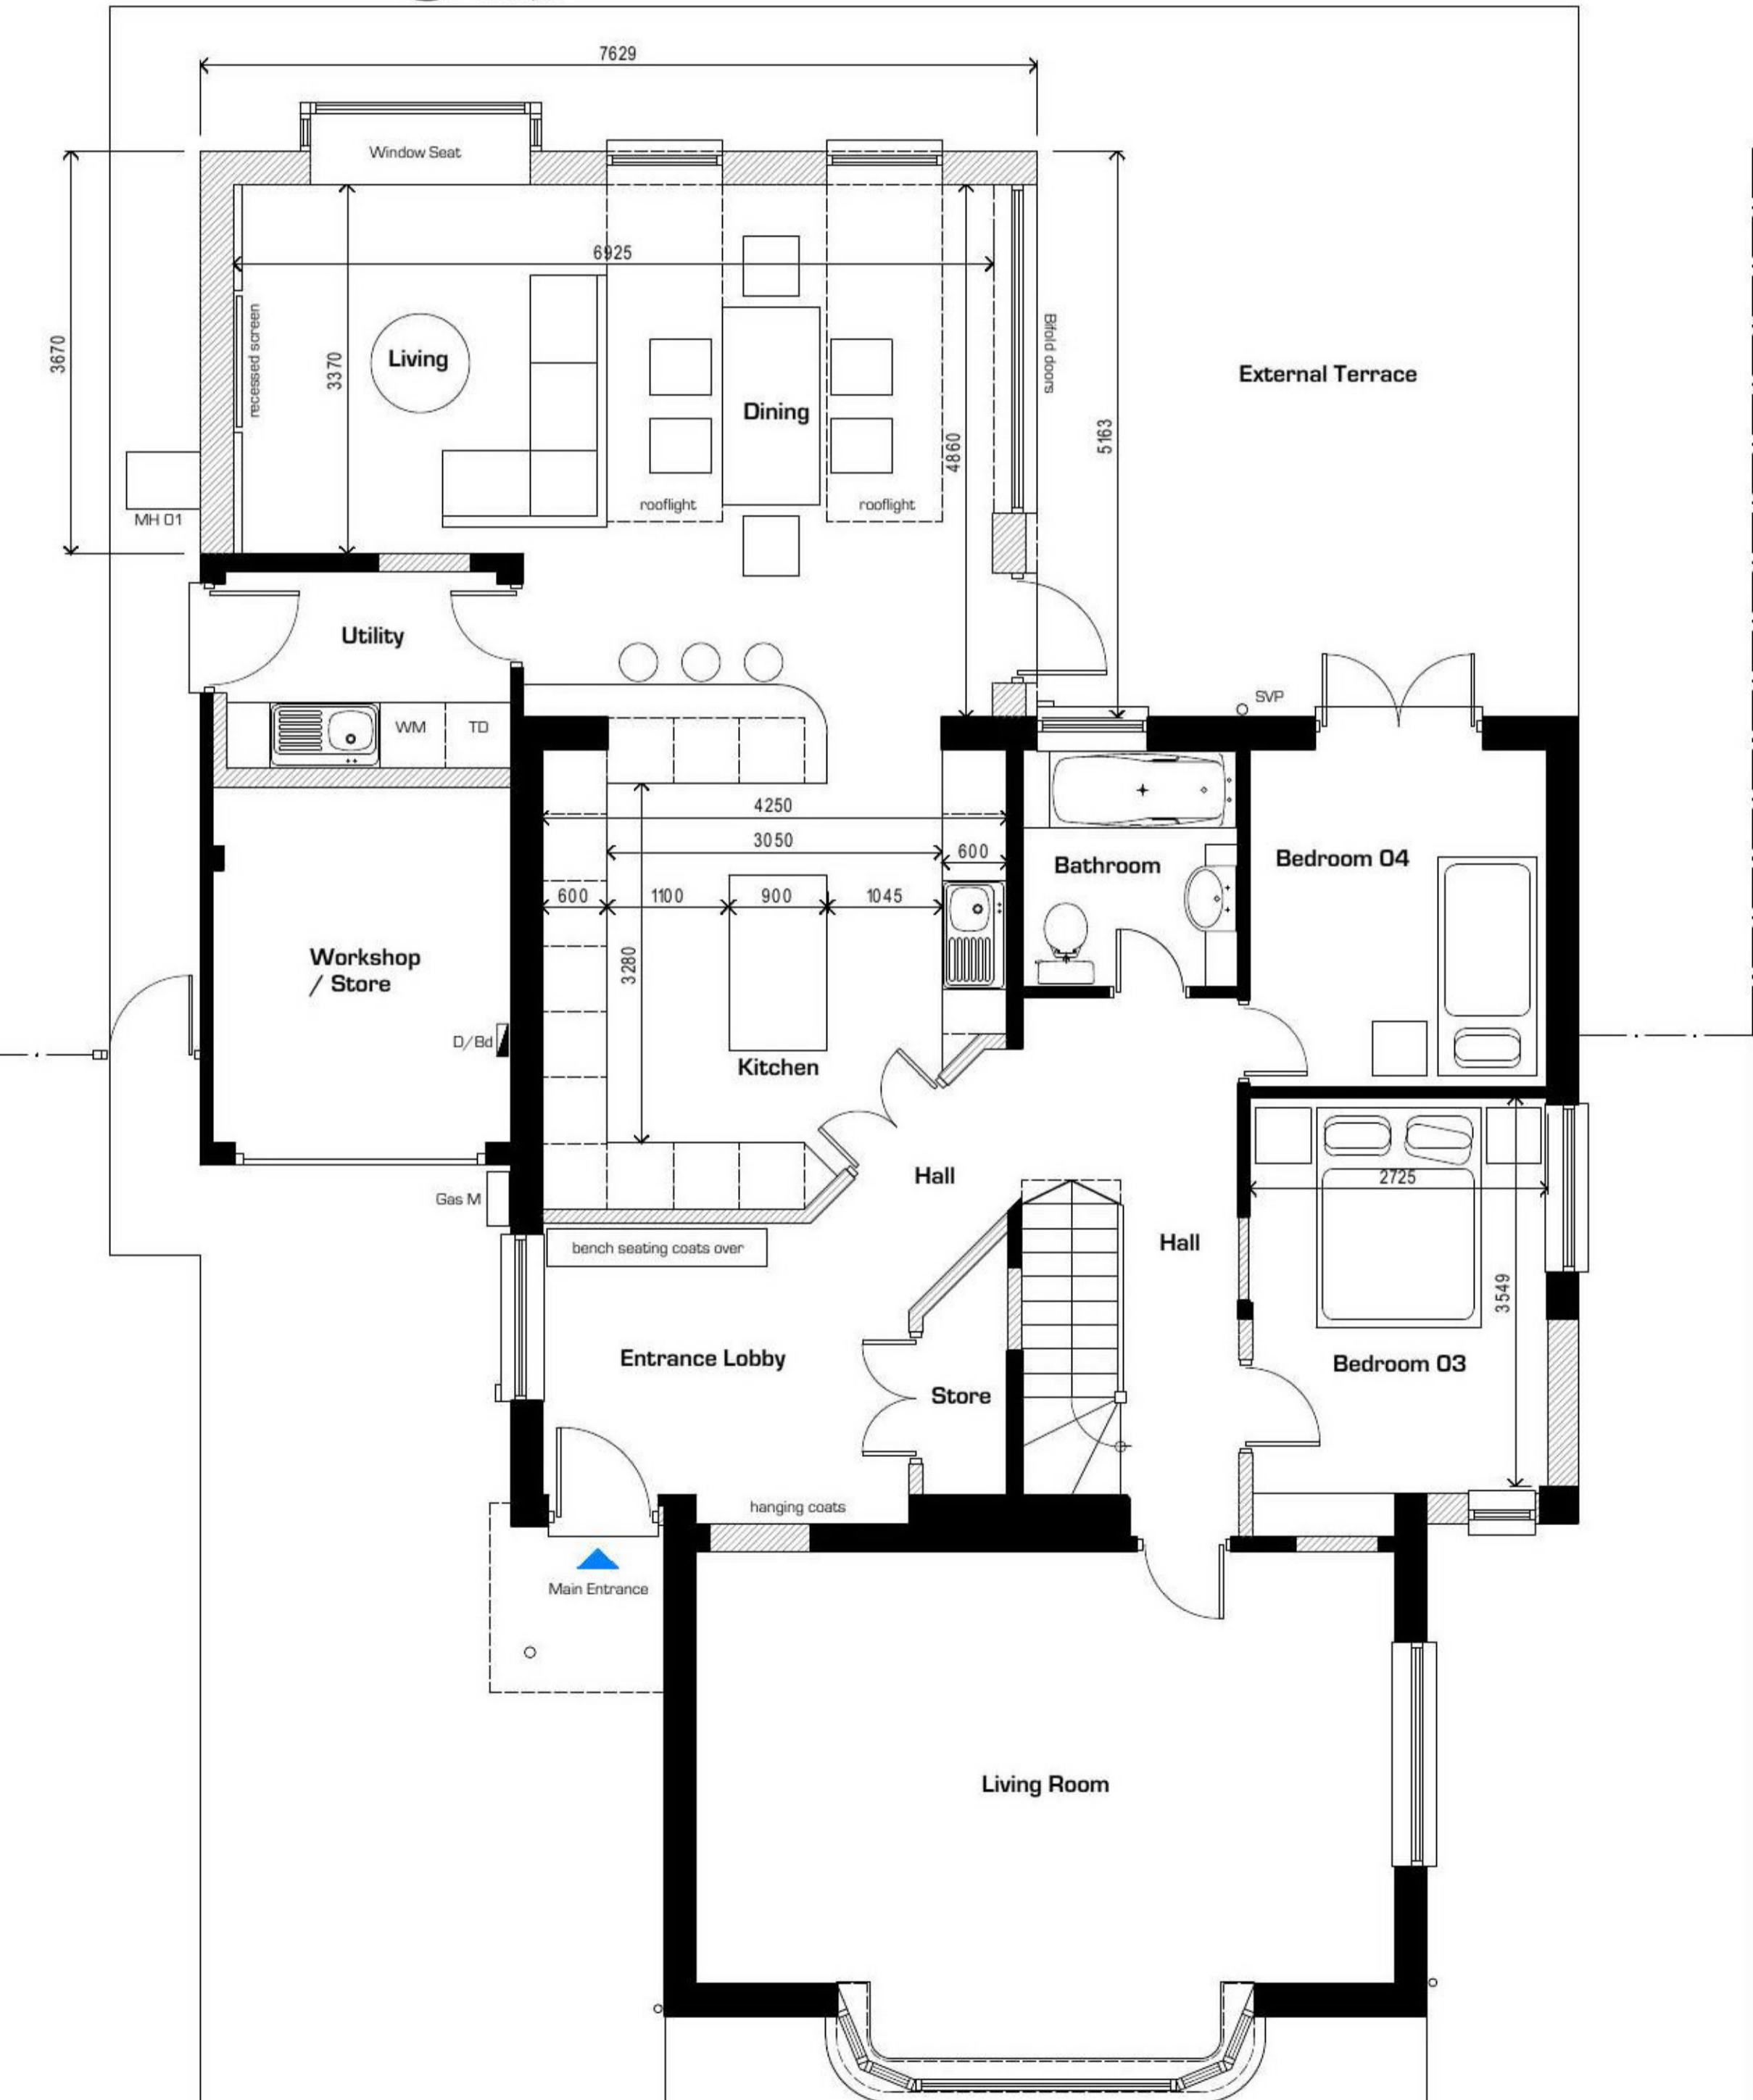 7629
Window Seat
6925
recessed screen
3670
3370
Living
Dining
4860
Bifold doors
5163
External Terrace
rooflight
rooflight
MH 01
Utility
SVP
WM
TD
4250
3050
600
Bathroom
Bedroom 04
600
1100
900
1045
Workshop
/ Store
3280
D/Bd
Kitchen
Hall
2725
Gas M
bench seating coats over
Hall
3549
Entrance Lobby
Bedroom 03
Store
hanging coats
Main Entrance
Living Room